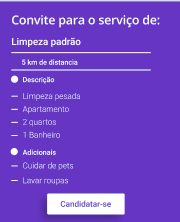 Convite para o serviço de:
Limpeza padrão
5 km de distancia
Descrição
Limpeza pesada
Apartamento
2 quartos
1 Banheiro
Adicionais
Cuidar de pets
Lavar roupas
Candidatar-se